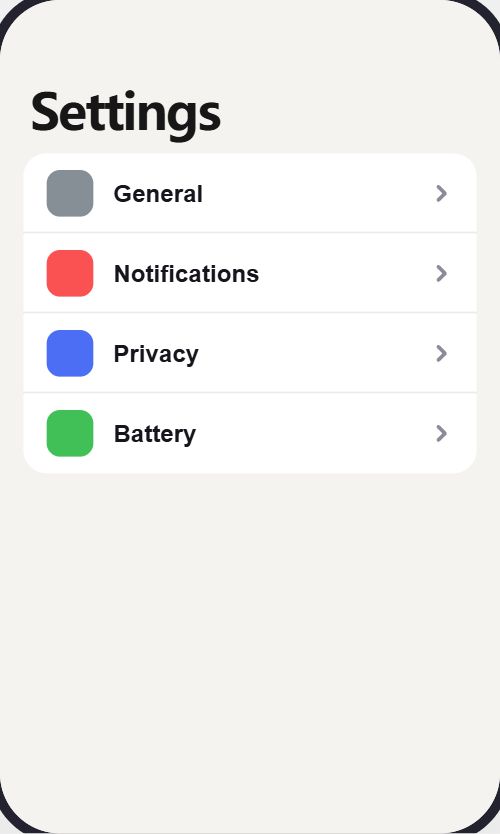 Settings
General
Notifications
Privacy
Battery